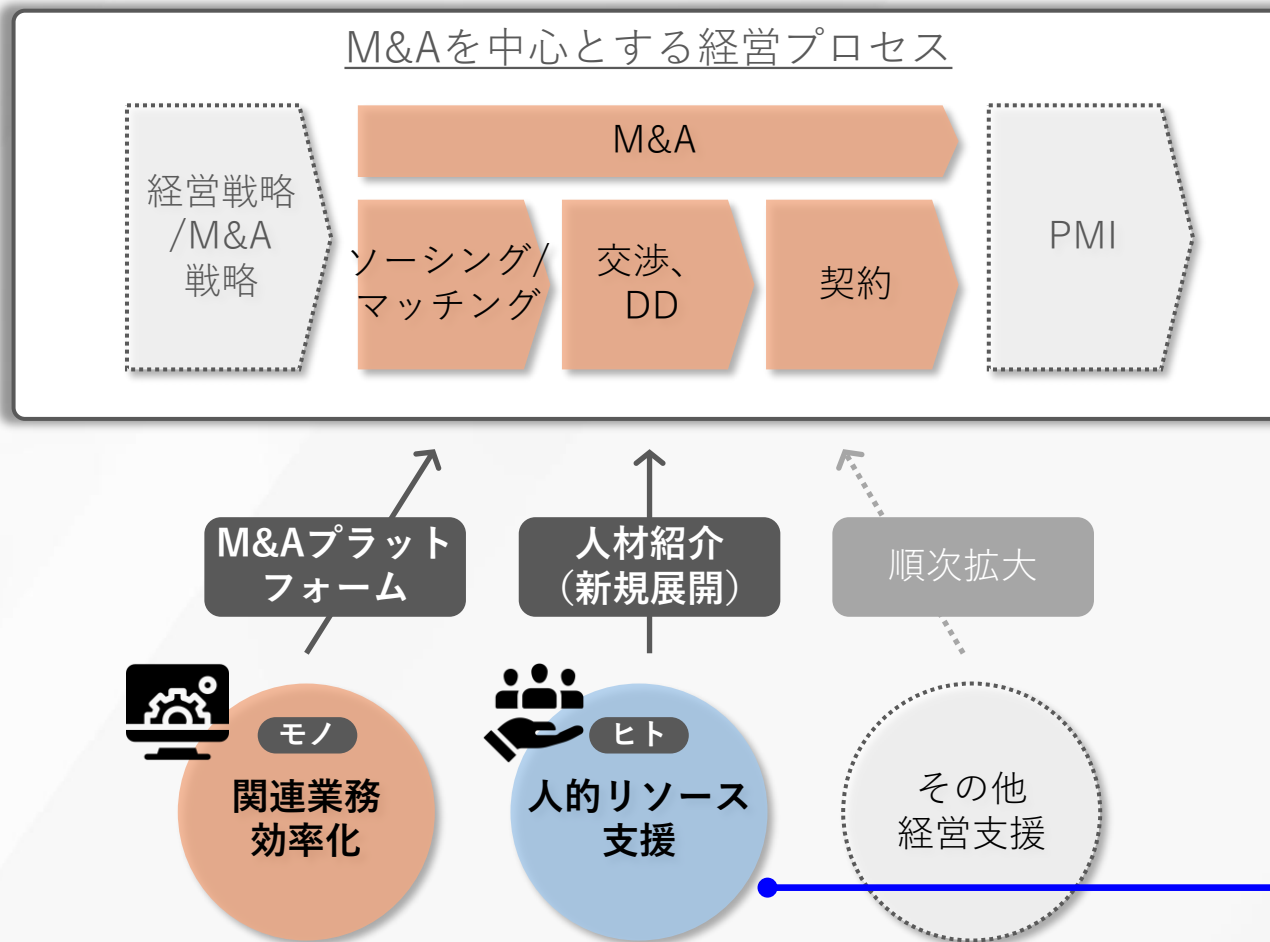 M&Aを中心とする経営プロセス
経営戦略
/M&A
戦略
M&A
ソーシング/
マッチング
交渉、
DD
契約
PMI
M&Aプラット
フォーム
人材紹介
（新規展開）
順次拡大
モノ
関連業務
効率化
ヒト
人的リソース
支援
その他
経営支援